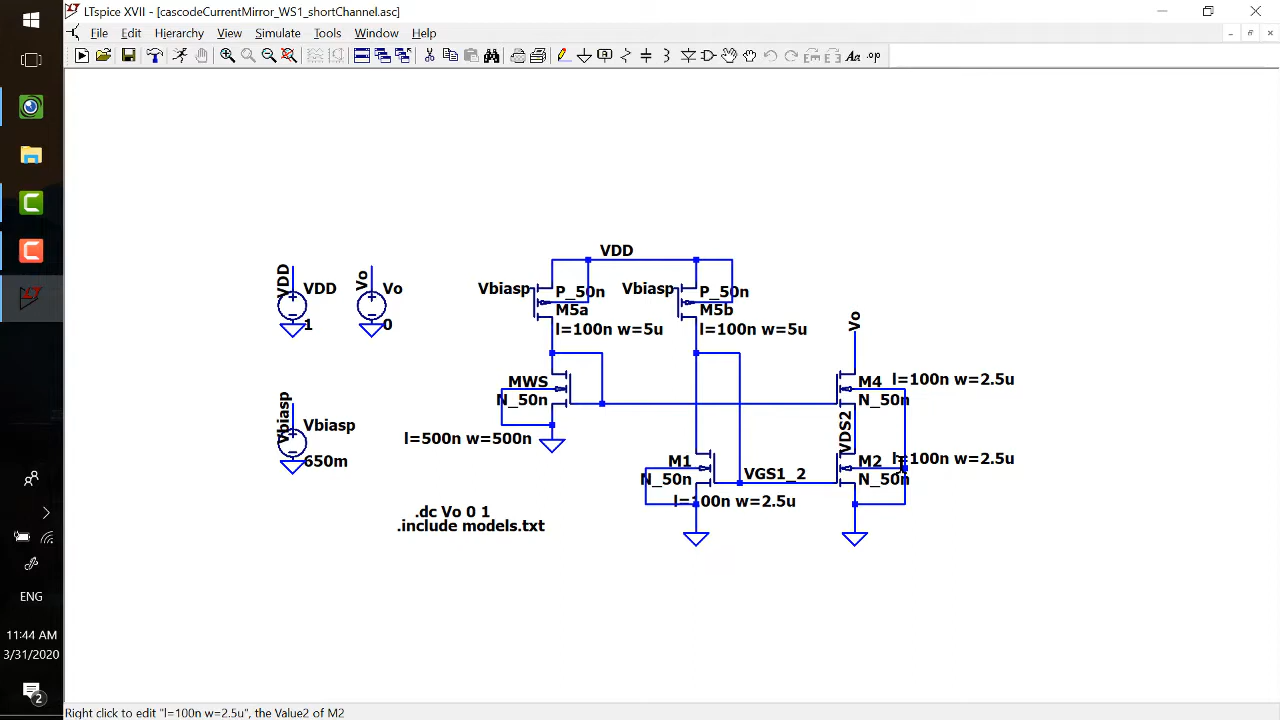 LTspice XVII - [cascodeCurrentMirror_WS1_shortChannel.asc]
File Edit Hierarchy View Simulate Tools Window Help
Aa .op
VDD
VDD
VDD
1
Vo
Vo
0
Vbiasp
P_50n
M5a
l=100n w=5u
Vbiasp
P_50n
M5b
l=100n w=5u
Vo
MWS
N_50n
l=500n w=500n
M4
l=100n w=2.5u
N_50n
VDS2
Vbiasp
Vbiasp
650m
M1
N_50n
l=100n w=2.5u
VGS1_2
M2
l=100n w=2.5u
N_50n
.dc Vo 0 1
.include models.txt
ENG
11:44 AM
3/31/2020
2
Right click to edit "l=100n w=2.5u", the Value2 of M2